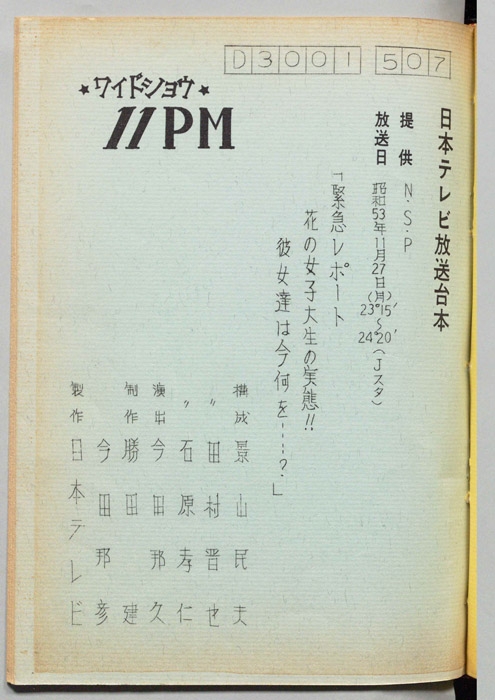 D3001 507
日本テレビ放送台本
提供 N・S・P
放送日 昭和53年11月27日(月)23°15′～24°20′(Jスタ)
「緊急レポート
花の女子大生の実態!!
彼女達は今何を…?」
★ワイドショウ★
11PM
構成 景山民夫
〃 田村晋也
〃 石原孝仁
演出 今田邦久
制作 勝田建
今田邦彦
製作 日本テレビ